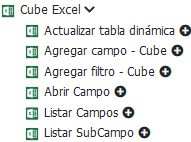 Cube Excel
Actualizar tabla dinámica
Agregar campo - Cube
Agregar filtro - Cube
Abrir Campo
Listar Campos
Listar SubCampo